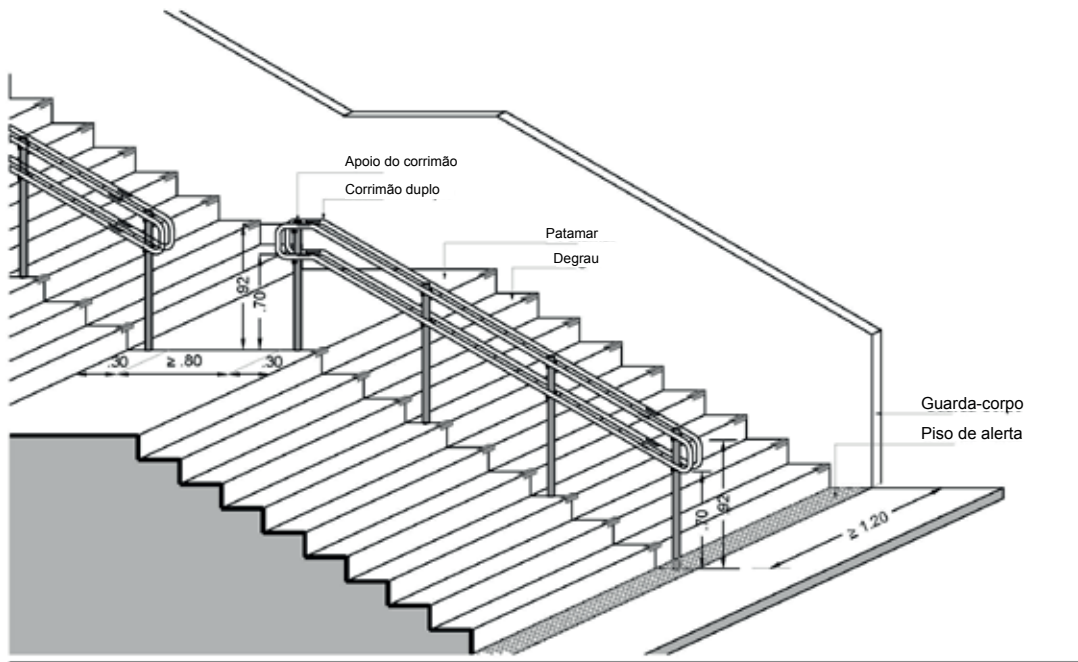 Apoio do corrimão
Corrimão duplo
Patamar
Degrau
.92
.70
.30
≥ .80
.30
Guarda-corpo
Piso de alerta
.70
.92
≥ 1.20